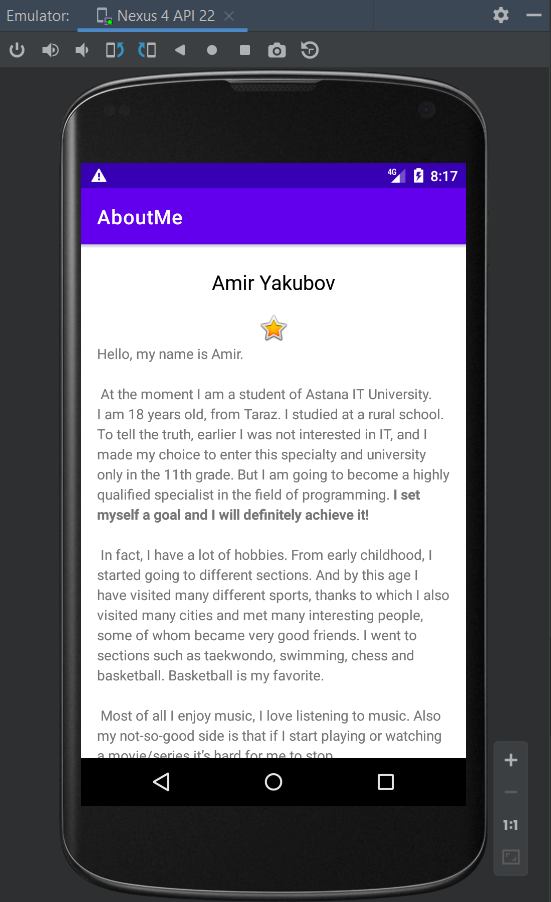 Emulator: Nexus 4 API 22
4G 8:17
AboutMe
Amir Yakubov
Hello, my name is Amir.
At the moment I am a student of Astana IT University.
I am 18 years old, from Taraz. I studied at a rural school.
To tell the truth, earlier I was not interested in IT, and I
made my choice to enter this specialty and university
only in the 11th grade. But I am going to become a highly
qualified specialist in the field of programming. I set
myself a goal and I will definitely achieve it!
In fact, I have a lot of hobbies. From early childhood, I
started going to different sections. And by this age I
have visited many different sports, thanks to which I also
visited many cities and met many interesting people,
some of whom became very good friends. I went to
sections such as taekwondo, swimming, chess and
basketball. Basketball is my favorite.
Most of all I enjoy music, I love listening to music. Also
my not-so-good side is that if I start playing or watching
a movie/series it's hard for me to stop
1:1